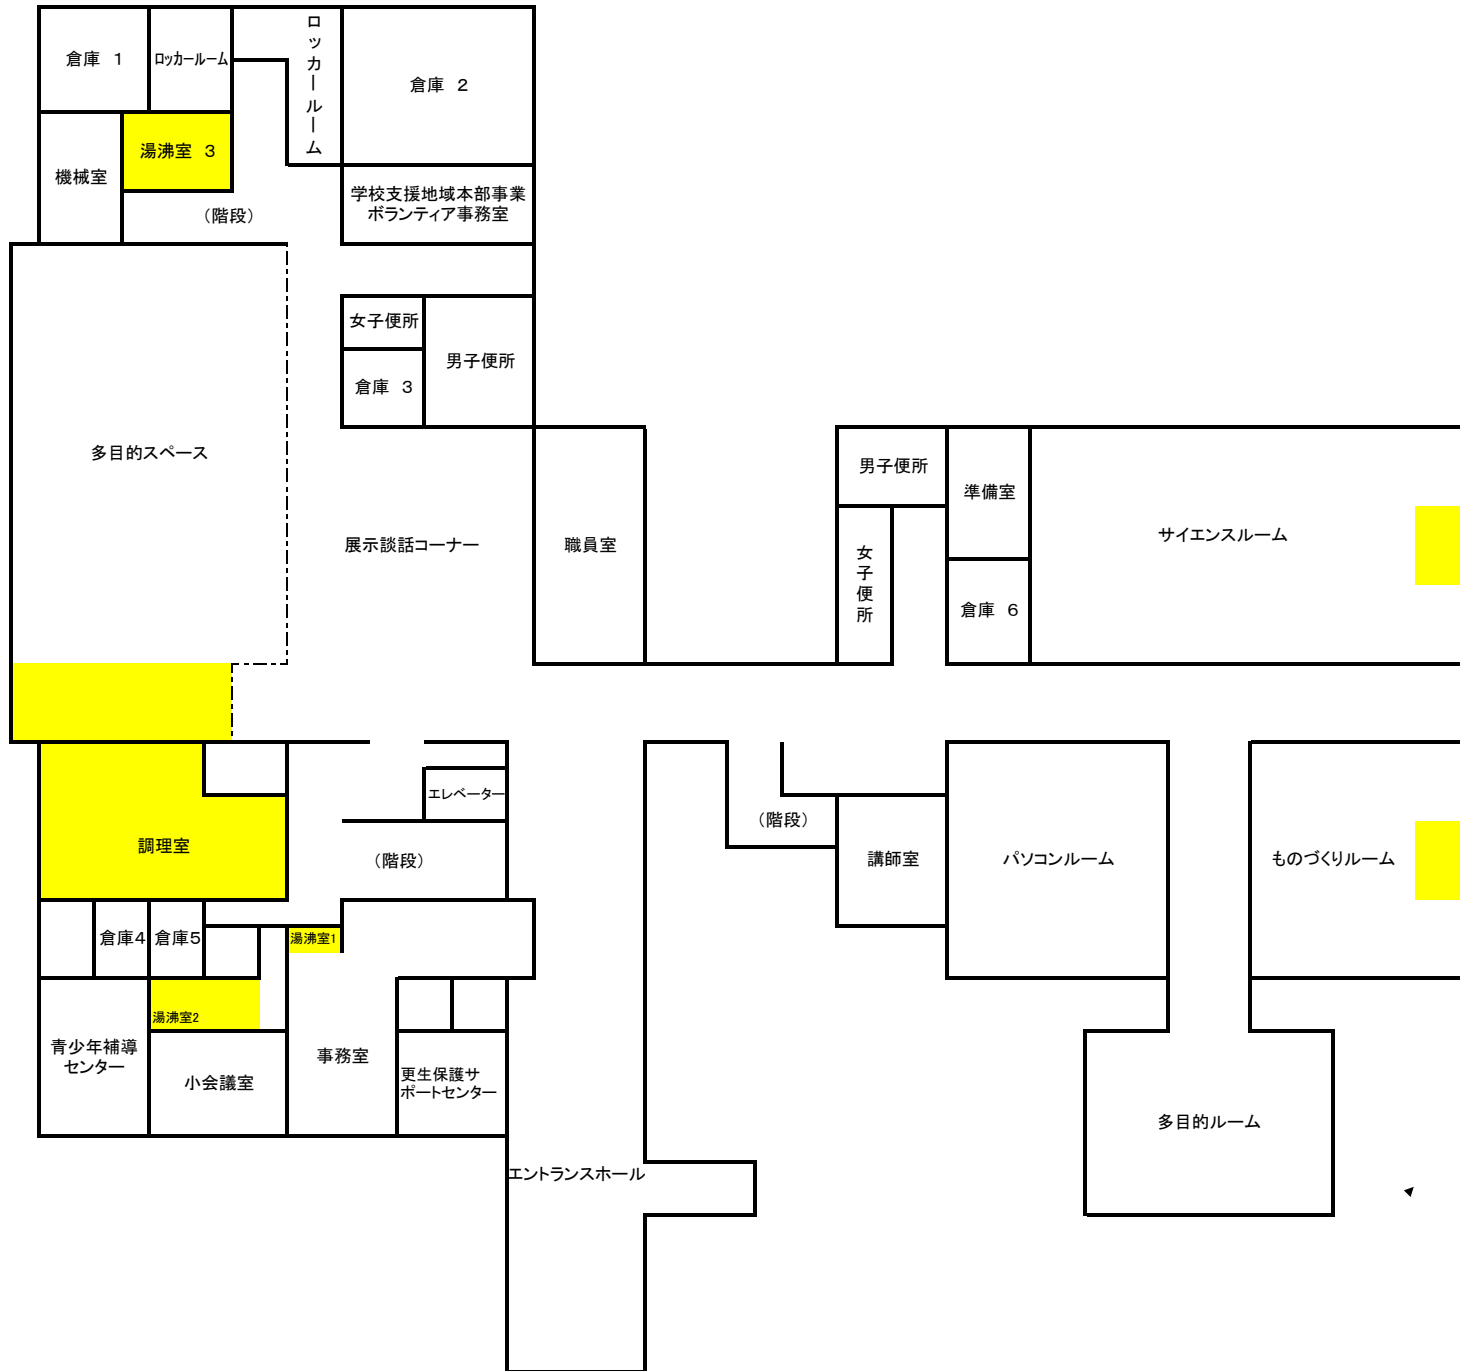 倉庫 1
ロッカールーム
ロッカールーム
倉庫 2
湯沸室 3
機械室
学校支援地域本部事業
ボランティア事務室
（階段）
女子便所
男子便所
倉庫 3
多目的スペース
展示談話コーナー
職員室
男子便所
準備室
サイエンスルーム
女子便所
倉庫 6
エレベーター
調理室
（階段）
（階段）
講師室
パソコンルーム
ものづくりルーム
倉庫4
倉庫5
湯沸室1
湯沸室2
青少年補導
センター
小会議室
事務室
更生保護サ
ポートセンター
多目的ルーム
エントランスホール